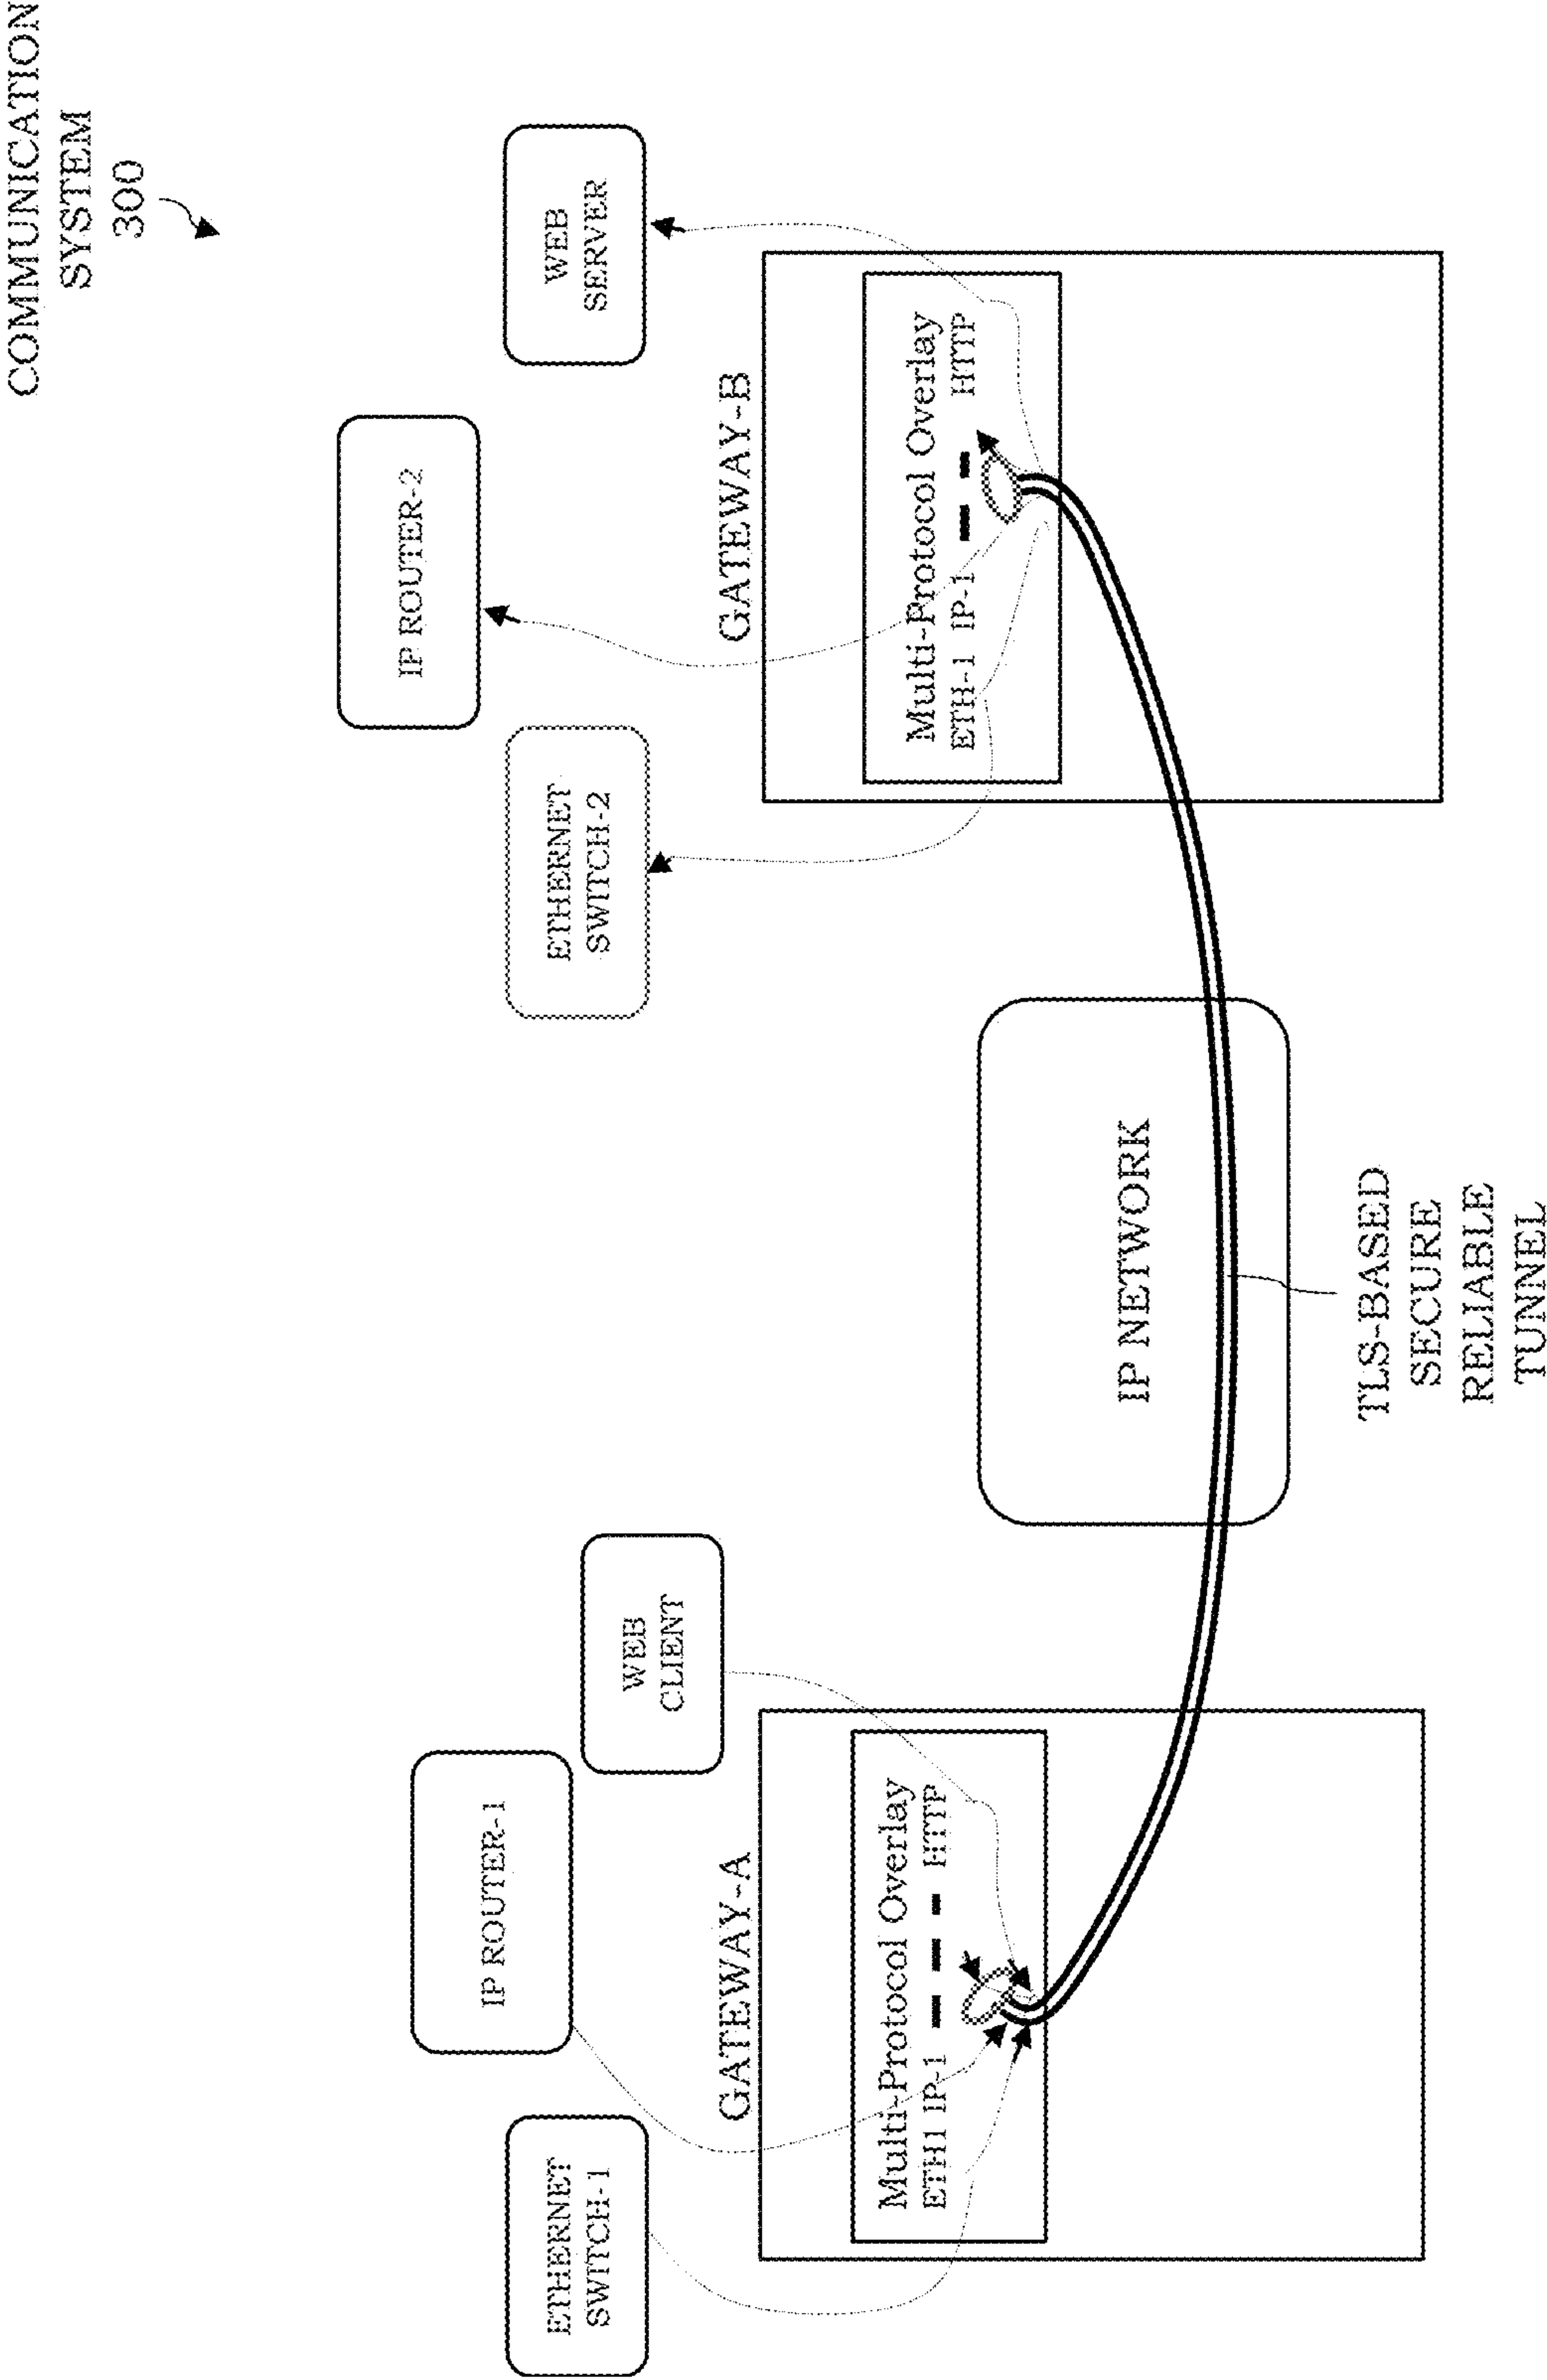 COMMUNICATION
SYSTEM
300
IP ROUTER-2
WEB
SERVER
ETHERNET
SWITCH-2
GATEWAY-B
Multi-Protocol Overlay
ETH-1 IP-1 HTTP
IP ROUTER-1
ETHERNET
SWITCH-1
WEB
CLIENT
GATEWAY-A
Multi-Protocol Overlay
ETH1 IP-1 HTTP
IP NETWORK
TLS-BASED
SECURE
RELIABLE
TUNNEL